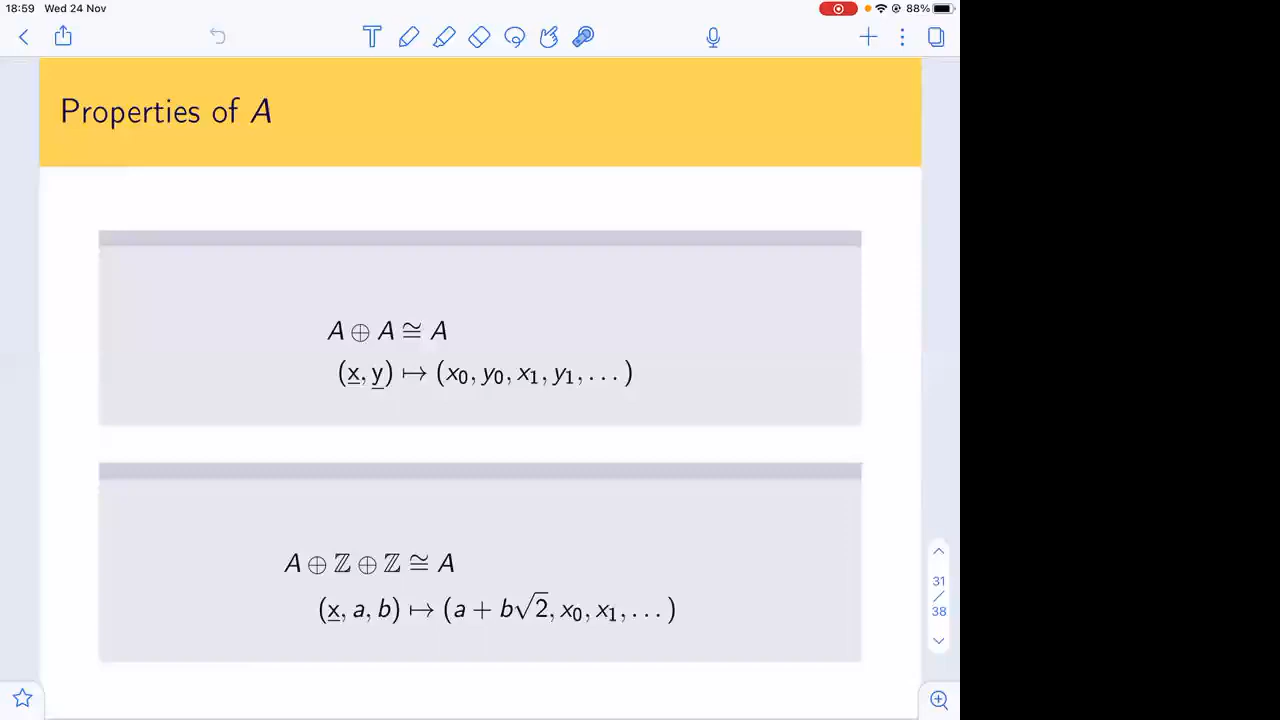 18:59 Wed 24 Nov
88%
Properties of A
A ⊕ A ≅ A
(x̲, y̲) ↦ (x₀, y₀, x₁, y₁, . . . )
A ⊕ ℤ ⊕ ℤ ≅ A
(x̲, a, b) ↦ (a + b√2, x₀, x₁, . . . )
31
/
38